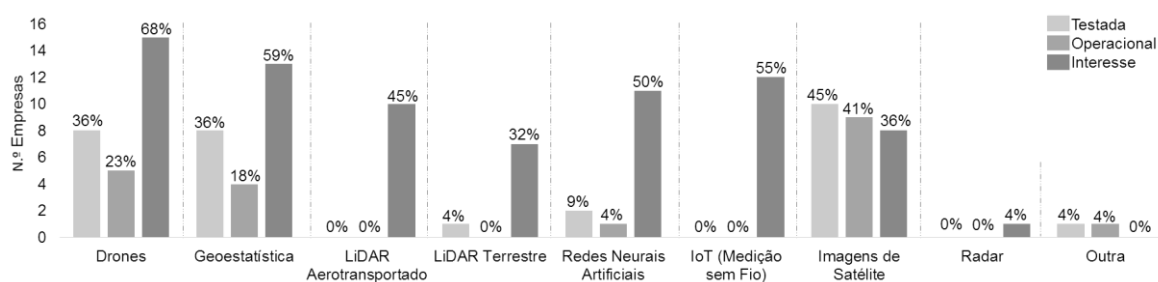 16
14
12
10
8
6
4
2
0
N.º Empresas
36%
23%
68%
36%
18%
59%
0%
0%
45%
4%
0%
32%
9%
4%
50%
0%
0%
55%
45%
41%
36%
0%
0%
4%
4%
4%
0%
Testada
Operacional
Interesse
Drones
Geoestatística
LiDAR
Aerotransportado
LiDAR Terrestre
Redes Neurais
Artificiais
IoT (Medição
sem Fio)
Imagens de
Satélite
Radar
Outra